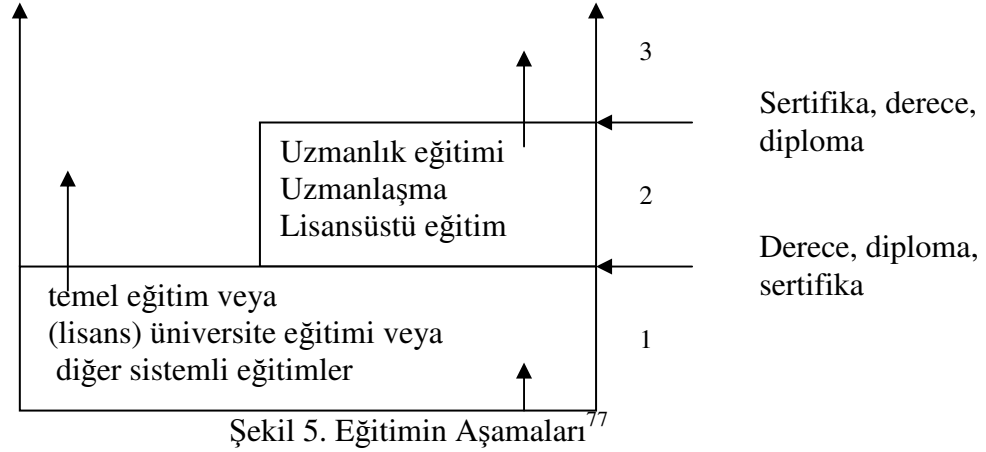 3
Sertifika, derece,
diploma
Uzmanlık eğitimi
Uzmanlaşma
Lisansüstü eğitim
2
Derece, diploma,
sertifika
temel eğitim veya
(lisans) üniversite eğitimi veya
diğer sistemli eğitimler
1
Şekil 5. Eğitimin Aşamaları77